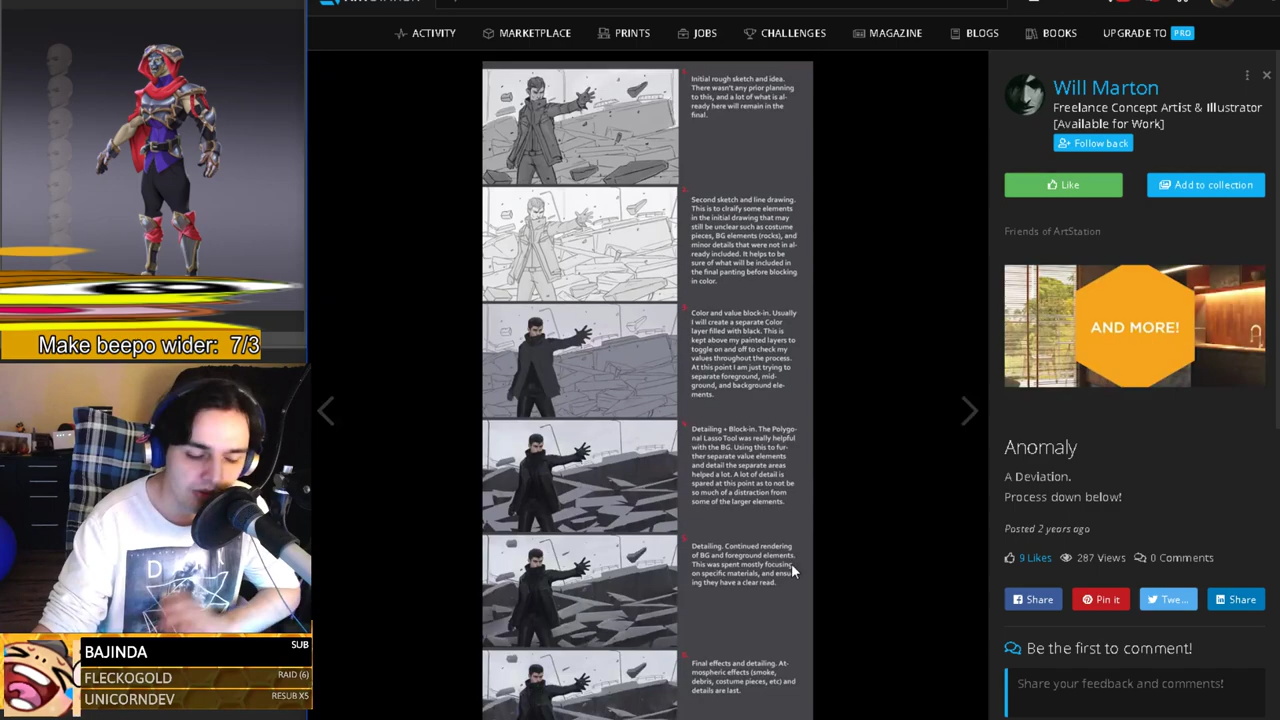 ACTIVITY
MARKETPLACE
PRINTS
JOBS
CHALLENGES
MAGAZINE
BLOGS
BOOKS
UPGRADE TO PRO
Initial rough sketch and idea.
There wasn't any prior planning
to this, and a lot of what is al-
ready here will remain in the
final.
Second sketch and line drawing.
This is to claify some elements
in the initial drawing that may
still be unclear such as costume
pieces, BG elements (rocks), and
minor details that were not in al-
ready included. It helps to be
sure of what will be included in
the final panting before blocking
in color.
Color and value block-in. Usually
I will create a separate Color
layer filled with black. This is
kept above my painted layers to
toggle on and off to check my
values throughout the process.
At this point I am just trying to
separate foreground, mid-
ground, and background ele-
ments.
Detailing + Block-in. The Polygo-
nal Lasso Tool was really helpful
with the BG. Using this to fur-
ther separate value elements
and detail the separate areas
helped a lot. A lot of detail is
spared at this point as to not be
so much of a distraction from
some of the larger elements.
Detailing. Continued rendering
of BG and foreground elements.
This was spent mostly focusing
on specific materials, and ensur-
ing they have a clear read.
Final effects and detailing. At-
mospheric effects (smoke,
debris, costume pieces, etc) and
details are last.
Will Marton
Freelance Concept Artist & Illustrator
[Available for Work]
Follow back
Like
Add to collection
Friends of ArtStation
AND MORE!
Anomaly
A Deviation.
Process down below!
Posted 2 years ago
9 Likes 287 Views 0 Comments
Share
Pin it
Twe...
Share
Be the first to comment!
Share your feedback and comments!
Make beepo wider: 7/3
D
BAJINDA SUB
FLECKOGOLD RAID (6)
UNICORNDEV RESUB X5